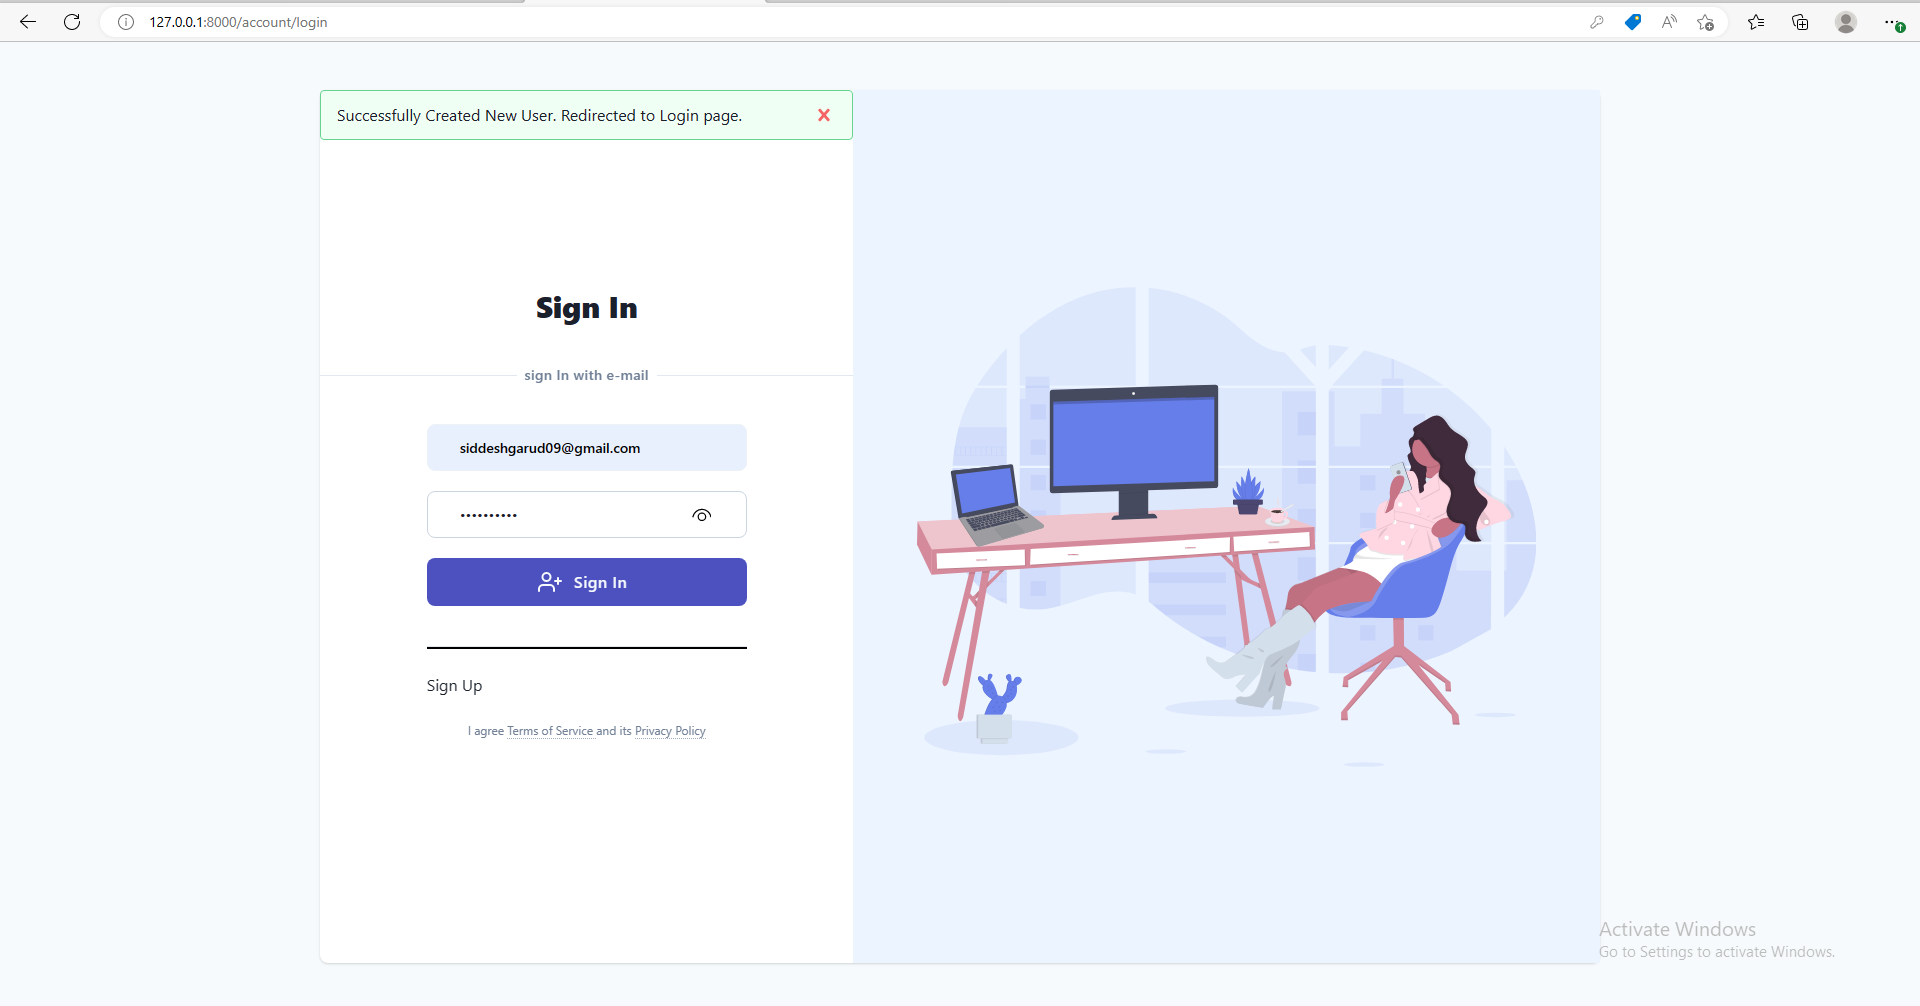 127.0.0.1:8000/account/login
Successfully Created New User. Redirected to Login page.
Sign In
sign In with e-mail
siddeshgarud09@gmail.com
••••••••••
Sign In
Sign Up
I agree Terms of Service and its Privacy Policy
Activate Windows
Go to Settings to activate Windows.